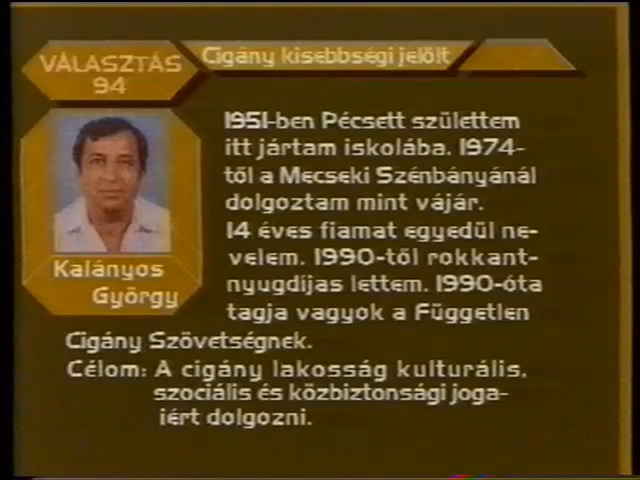 VÁLASZTÁS
94
Cigány kisebbségi jelölt
1951-ben Pécsett születtem
itt jártam iskolába. 1974-
től a Mecseki Szénbányánál
dolgoztam mint vájár.
14 éves fiamat egyedül ne-
velem. 1990-től rokkant-
nyugdíjas lettem. 1990-óta
tagja vagyok a Független
Kalányos
György
Cigány Szövetségnek.
Célom: A cigány lakosság kulturális,
szociális és közbiztonsági joga-
iért dolgozni.